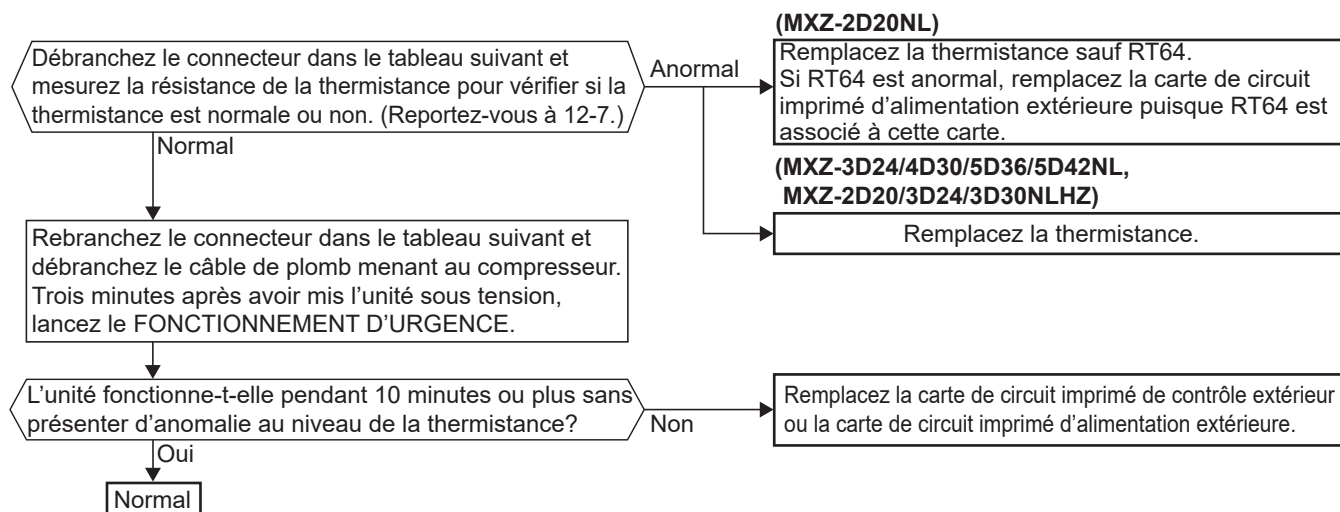 Débranchez le connecteur dans le tableau suivant et
mesurez la résistance de la thermistance pour vérifier si la
thermistance est normale ou non. (Reportez-vous à 12-7.)
Anormal
(MXZ-2D20NL)
Remplacez la thermistance sauf RT64.
Si RT64 est anormal, remplacez la carte de circuit
imprimé d’alimentation extérieure puisque RT64 est
associé à cette carte.
(MXZ-3D24/4D30/5D36/5D42NL,
MXZ-2D20/3D24/3D30NLHZ)
Remplacez la thermistance.
Normal
Rebranchez le connecteur dans le tableau suivant et
débranchez le câble de plomb menant au compresseur.
Trois minutes après avoir mis l’unité sous tension,
lancez le FONCTIONNEMENT D’URGENCE.
L’unité fonctionne-t-elle pendant 10 minutes ou plus sans
présenter d’anomalie au niveau de la thermistance?
Non
Remplacez la carte de circuit imprimé de contrôle extérieur
ou la carte de circuit imprimé d’alimentation extérieure.
Oui
Normal